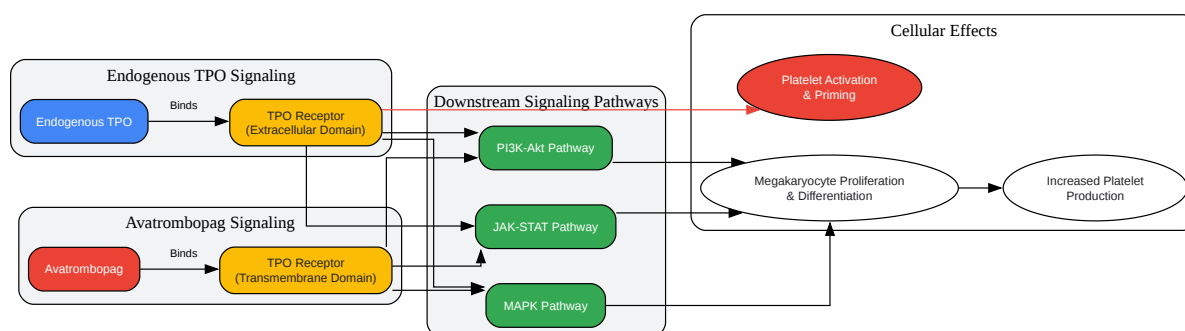 Cellular Effects
Endogenous TPO Signaling
Platelet Activation
& Priming
Binds
Endogenous TPO
TPO Receptor
(Extracellular Domain)
Downstream Signaling Pathways
PI3K-Akt Pathway
Megakaryocyte Proliferation
& Differentiation
Increased Platelet
Production
Avatrombopag Signaling
JAK-STAT Pathway
Binds
Avatrombopag
TPO Receptor
(Transmembrane Domain)
MAPK Pathway